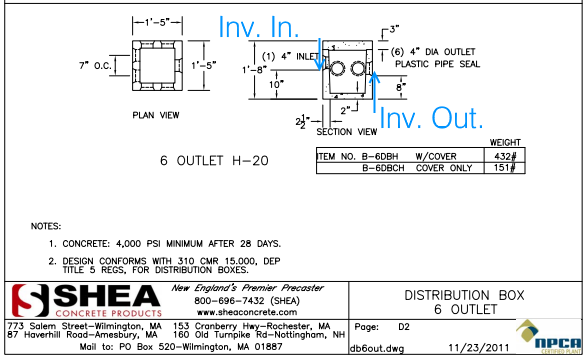 1'-5"
7" O.C.
1'-5"
PLAN VIEW
Inv. In.
3"
(1) 4" INLET
(6) 4" DIA OUTLET
PLASTIC PIPE SEAL
1'-8"
10"
8"
2"
2½"
Inv. Out.
SECTION VIEW
6 OUTLET H-20
WEIGHT
ITEM NO. B-6DBH W/COVER 432#
B-6DBCH COVER ONLY 151#
NOTES:
1. CONCRETE: 4,000 PSI MINIMUM AFTER 28 DAYS.
2. DESIGN CONFORMS WITH 310 CMR 15.000, DEP
TITLE 5 REGS, FOR DISTRIBUTION BOXES.
SHEA
CONCRETE PRODUCTS
New England's Premier Precaster
800-696-7432 (SHEA)
www.sheaconcrete.com
773 Salem Street-Wilmington, MA 153 Cranberry Hwy-Rochester, MA
87 Haverhill Road-Amesbury, MA 160 Old Turnpike Rd-Nottingham, NH
Mail to: PO Box 520-Wilmington, MA 01887
DISTRIBUTION BOX
6 OUTLET
Page: D2
db6out.dwg 11/23/2011
NPCA
CERTIFIED PLANT